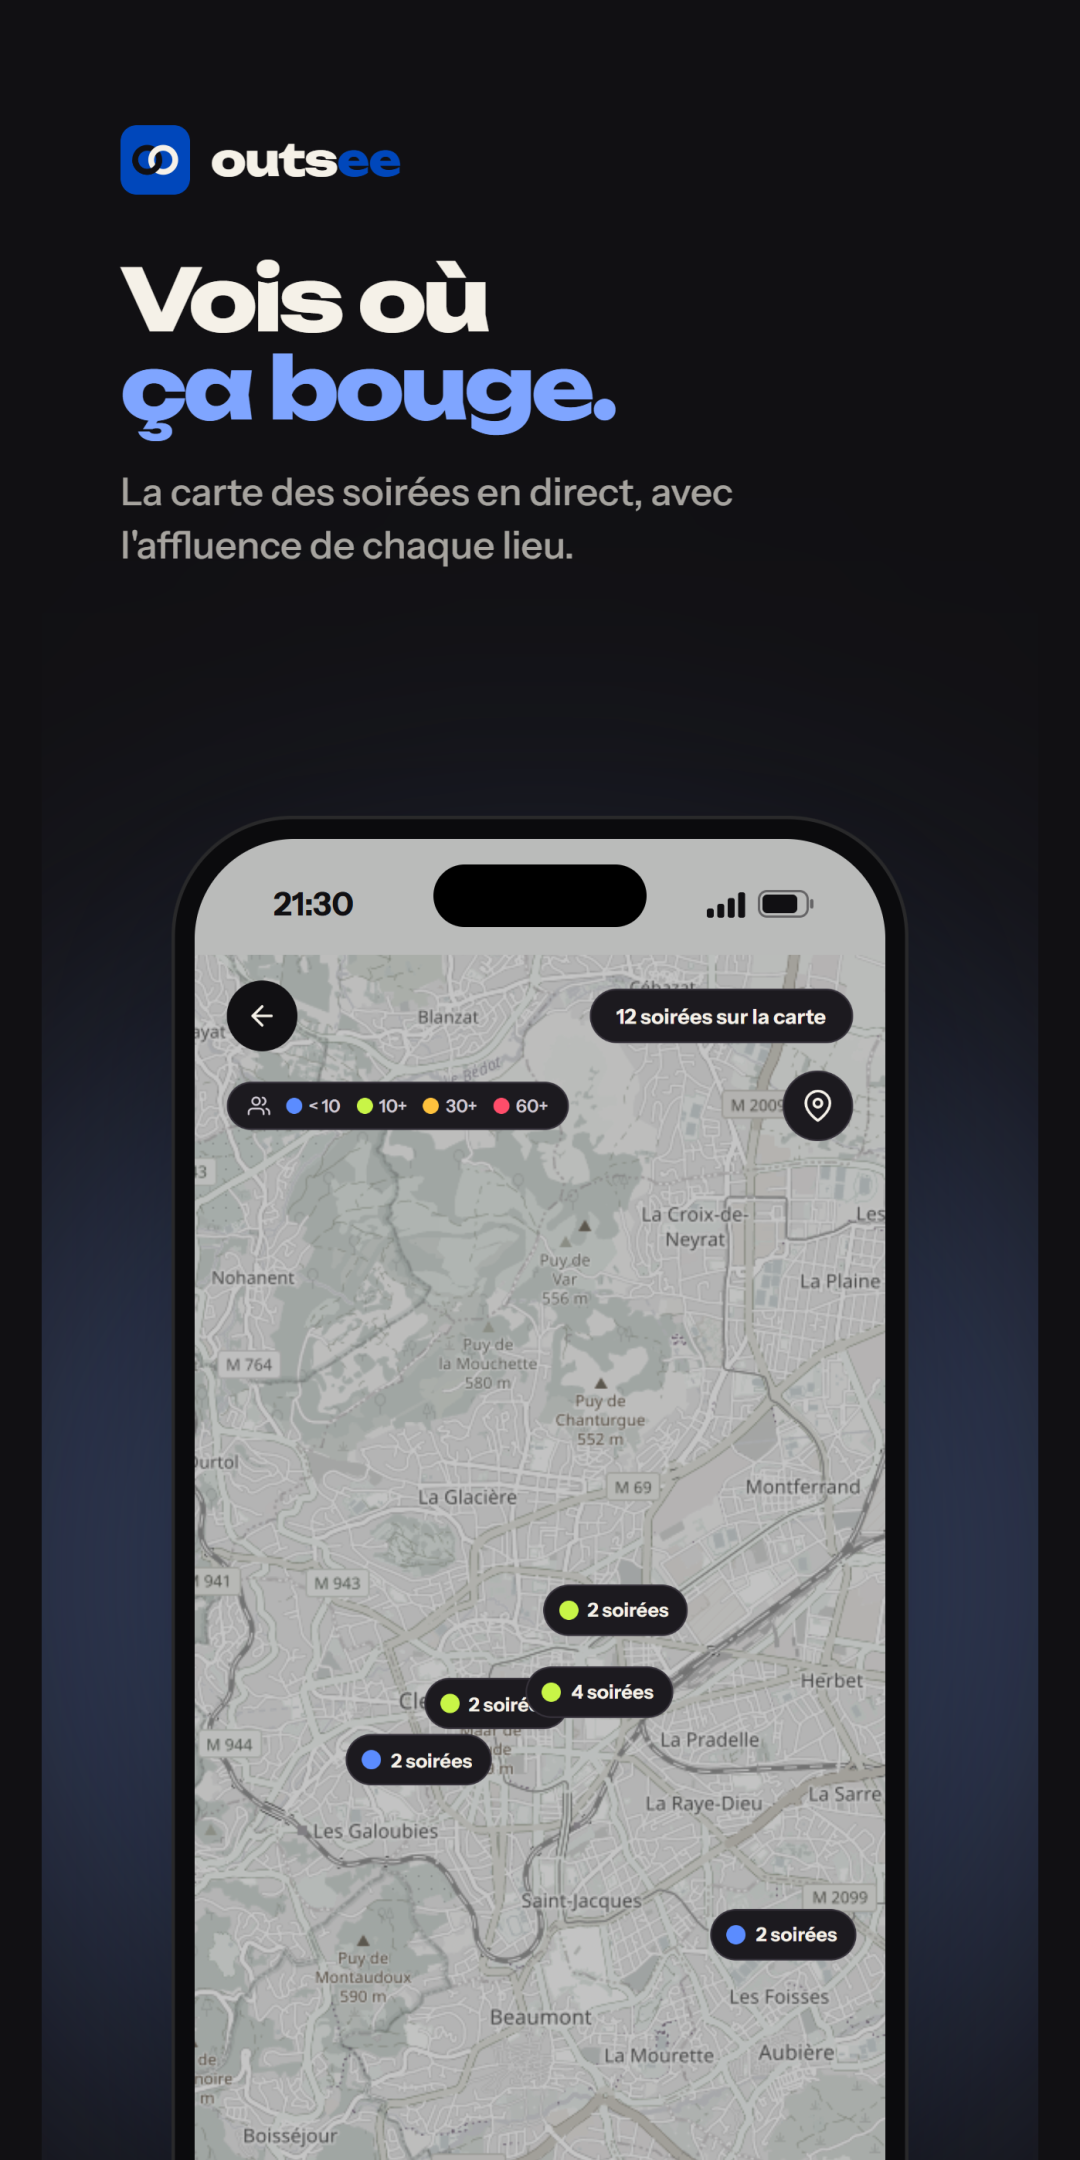 outsee
Vois où
ça bouge.
La carte des soirées en direct, avec
l'affluence de chaque lieu.
21:30
Cébazat
12 soirées sur la carte
Blanzat
Le Bédat
<10 10+ 30+ 60+
M 2009
La Croix-de-
Neyrat
Les
Puy de
Var
556 m
Nohanent
La Plaine
Puy de
la Mouchette
580 m
M 764
Puy de
Chanturgue
552 m
La Glacière
M 69
Montferrand
M 943
2 soirées
Herbet
4 soirées
M 944
La Pradelle
2 soirées
La Raye-Dieu
La Sarre
Les Galoubies
Saint-Jacques
M 2099
2 soirées
Puy de
Montaudoux
590 m
Les Foisses
Beaumont
La Mourette
Aubière
Boisséjour